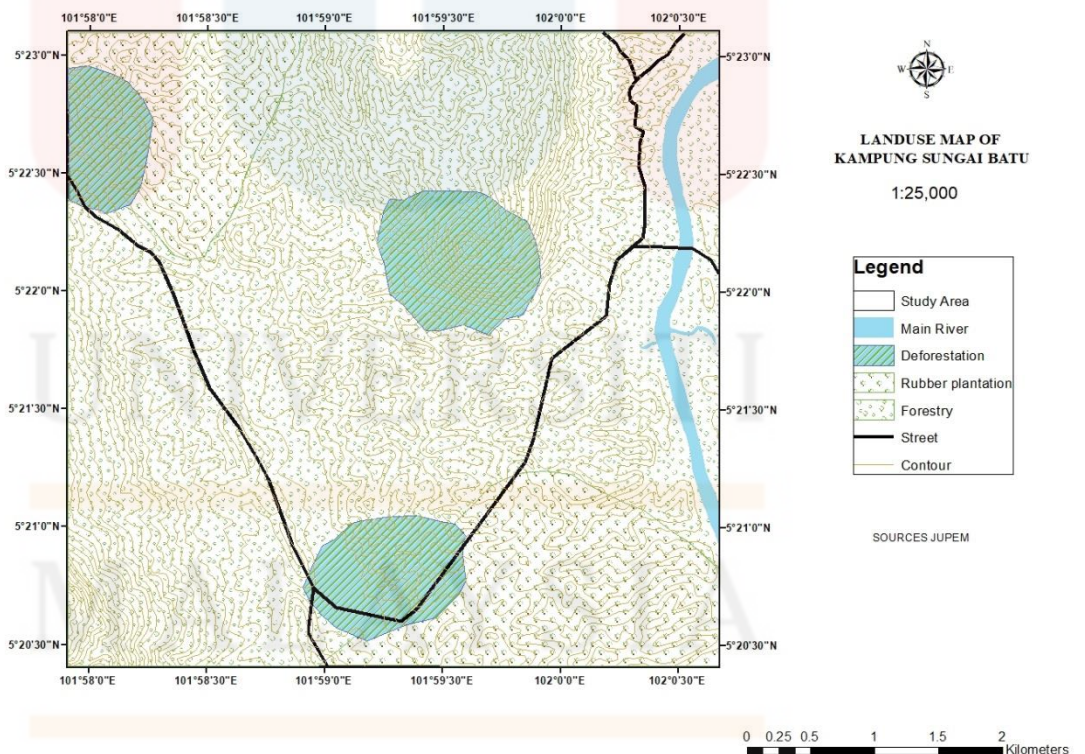 101°58'0"E 101°58'30"E 101°59'0"E 101°59'30"E 102°0'0"E 102°0'30"E
5°23'0"N 5°23'0"N
5°22'30"N 5°22'30"N
5°22'0"N 5°22'0"N
5°21'30"N 5°21'30"N
5°21'0"N 5°21'0"N
5°20'30"N 5°20'30"N
101°58'0"E 101°58'30"E 101°59'0"E 101°59'30"E 102°0'0"E 102°0'30"E
UNIVERSITI
MALAYSIA
N
W E
S
LANDUSE MAP OF
KAMPUNG SUNGAI BATU
1:25,000
Legend
Study Area
Main River
Deforestation
Rubber plantation
Forestry
Street
Contour
SOURCES JUPEM
0 0.25 0.5 1 1.5 2
Kilometers